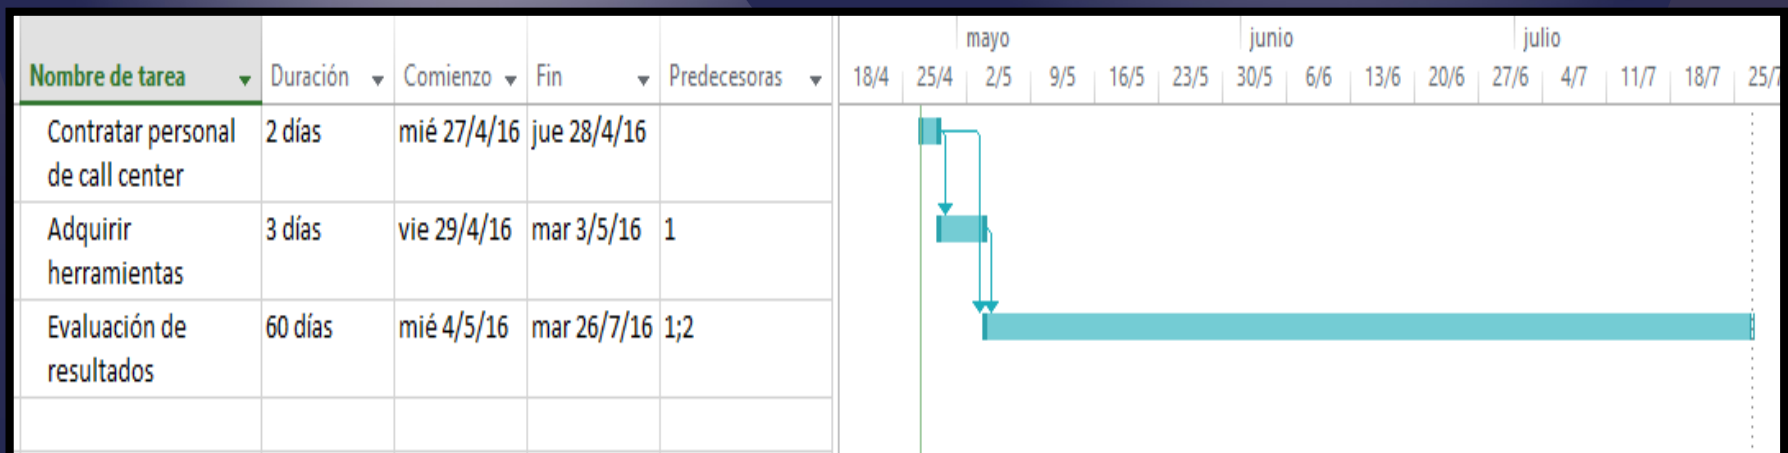 mayo junio julio
Nombre de tarea Duración Comienzo Fin Predecesoras 18/4 25/4 2/5 9/5 16/5 23/5 30/5 6/6 13/6 20/6 27/6 4/7 11/7 18/7 25/7
Contratar personal 2 días mié 27/4/16 jue 28/4/16
de call center
Adquirir 3 días vie 29/4/16 mar 3/5/16 1
herramientas
Evaluación de 60 días mié 4/5/16 mar 26/7/16 1;2
resultados